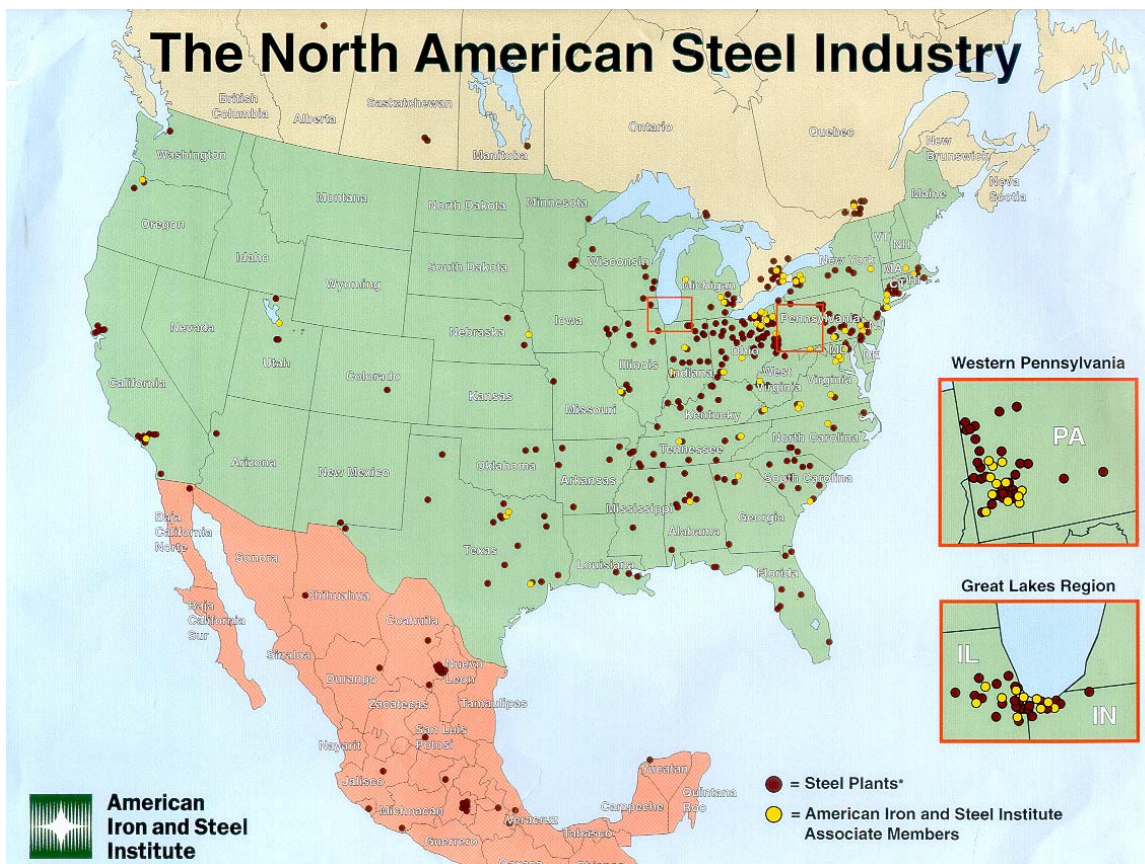 The North American Steel Industry
British
Columbia
Alberta
Saskatchewan
Manitoba
Ontario
Quebec
New
Brunswick
Nova
Scotia
Maine
Washington
Montana
North Dakota
Minnesota
Oregon
Idaho
Wyoming
South Dakota
Wisconsin
Michigan
New York
VT
NH
MA
CT
RI
Nevada
Utah
Colorado
Nebraska
Iowa
Illinois
Indiana
Ohio
Pennsylvania
NJ
MD
DE
West
Virginia
Virginia
California
Kansas
Missouri
Kentucky
Arizona
New Mexico
Oklahoma
Arkansas
Tennessee
North Carolina
South Carolina
Mississippi
Alabama
Georgia
Texas
Louisiana
Florida
Baja
California
Norte
Sonora
Chihuahua
Coahuila
Baja
California
Sur
Sinaloa
Durango
Nuevo
Leon
Zacatecas
Tamaulipas
San Luis
Potosi
Nayarit
Jalisco
Guerrero
Veracruz
Tabasco
Campeche
Yucatan
Quintana
Roo
Western Pennsylvania
PA
Great Lakes Region
IL
IN
= Steel Plants*
= American Iron and Steel Institute
Associate Members
American
Iron and Steel
Institute